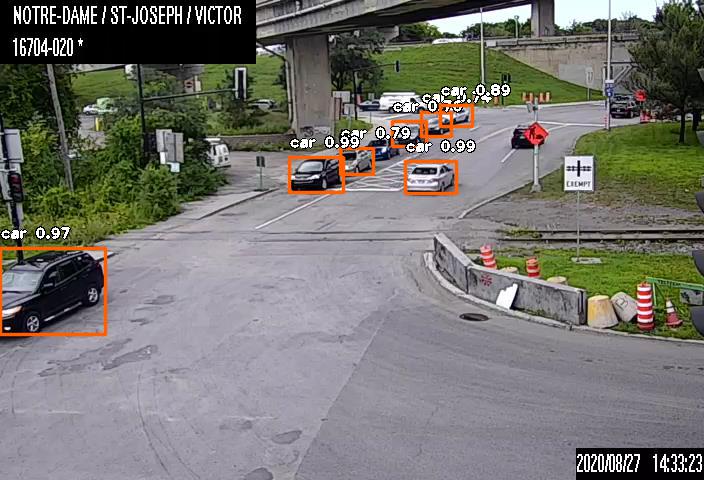 NOTRE-DAME / ST-JOSEPH / VICTOR
16704-020 *
car 0.89
car 0.99
car 0.79
car 0.99
EXEMPT
car 0.97
2020/08/27 14:33:23